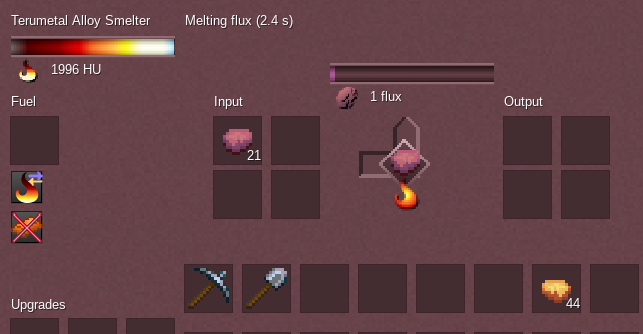 Terumetal Alloy Smelter
Melting flux (2.4 s)
1996 HU
1 flux
Fuel
Input
Output
21
44
Upgrades